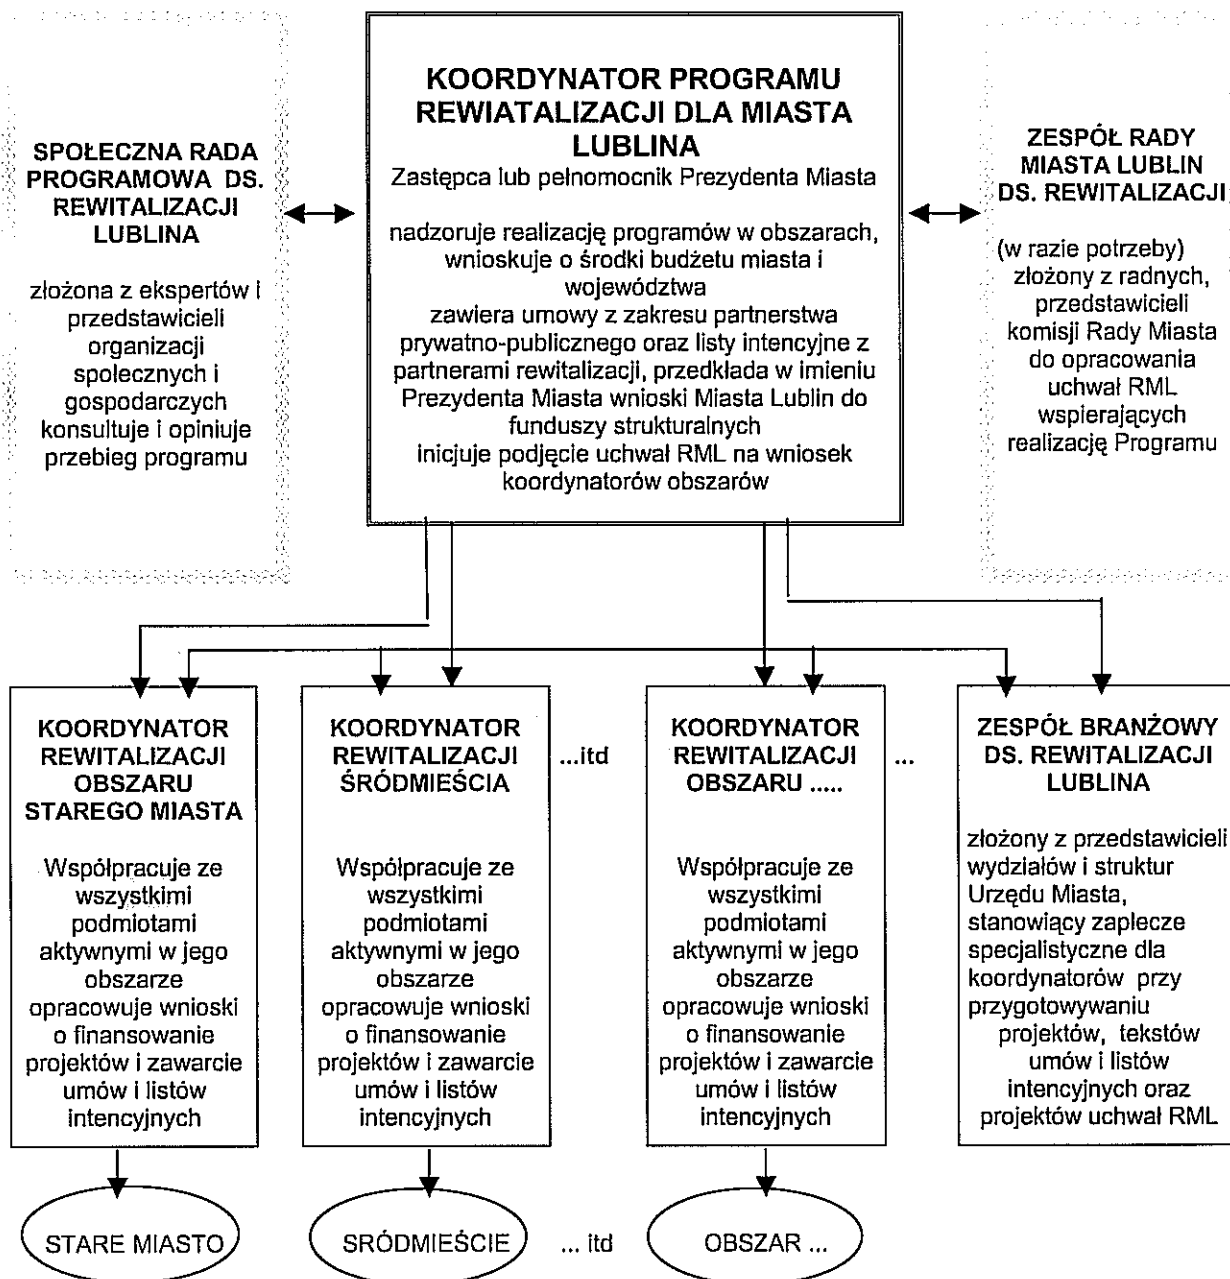 KOORDYNATOR PROGRAMU
REWIATALIZACJI DLA MIASTA
LUBLINA
Zastępca lub pełnomocnik Prezydenta Miasta
nadzoruje realizację programów w obszarach,
wnioskuje o środki budżetu miasta i
województwa
zawiera umowy z zakresu partnerstwa
prywatno-publicznego oraz listy intencyjne z
partnerami rewitalizacji, przedkłada w imieniu
Prezydenta Miasta wnioski Miasta Lublin do
funduszy strukturalnych
inicjuje podjęcie uchwał RML na wniosek
koordynatorów obszarów
SPOŁECZNA RADA
PROGRAMOWA DS.
REWITALIZACJI
LUBLINA
złożona z ekspertów i
przedstawicieli
organizacji
społecznych i
gospodarczych
konsultuje i opiniuje
przebieg programu
ZESPÓŁ RADY
MIASTA LUBLIN
DS. REWITALIZACJI
(w razie potrzeby)
złożony z radnych,
przedstawicieli
komisji Rady Miasta
do opracowania
uchwał RML
wspierających
realizację Programu
KOORDYNATOR
REWITALIZACJI
OBSZARU
STAREGO MIASTA
Współpracuje ze
wszystkimi
podmiotami
aktywnymi w jego
obszarze
opracowuje wnioski
o finansowanie
projektów i zawarcie
umów i listów
intencyjnych
KOORDYNATOR
REWITALIZACJI
ŚRÓDMIEŚCIA
Współpracuje ze
wszystkimi
podmiotami
aktywnymi w jego
obszarze
opracowuje wnioski
o finansowanie
projektów i zawarcie
umów i listów
intencyjnych
...itd
KOORDYNATOR
REWITALIZACJI
OBSZARU .....
Współpracuje ze
wszystkimi
podmiotami
aktywnymi w jego
obszarze
opracowuje wnioski
o finansowanie
projektów i zawarcie
umów i listów
intencyjnych
...
ZESPÓŁ BRANŻOWY
DS. REWITALIZACJI
LUBLINA
złożony z przedstawicieli
wydziałów i struktur
Urzędu Miasta,
stanowiący zaplecze
specjalistyczne dla
koordynatorów przy
przygotowywaniu
projektów, tekstów
umów i listów
intencyjnych oraz
projektów uchwał RML
STARE MIASTO
SRÓDMIEŚCIE
... itd
OBSZAR ...